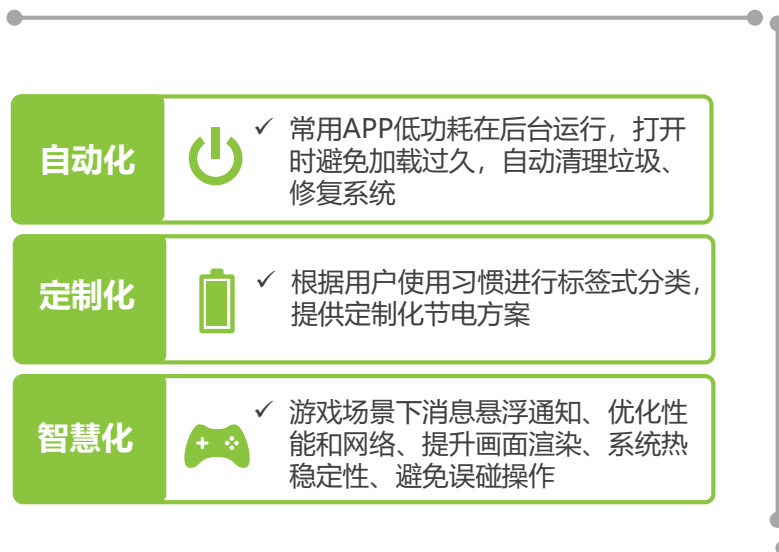 自动化
✓ 常用APP低功耗在后台运行，打开
时避免加载过久，自动清理垃圾、
修复系统
定制化
✓ 根据用户使用习惯进行标签式分类，
提供定制化节电方案
智慧化
✓ 游戏场景下消息悬浮通知、优化性
能和网络、提升画面渲染、系统热
稳定性、避免误碰操作